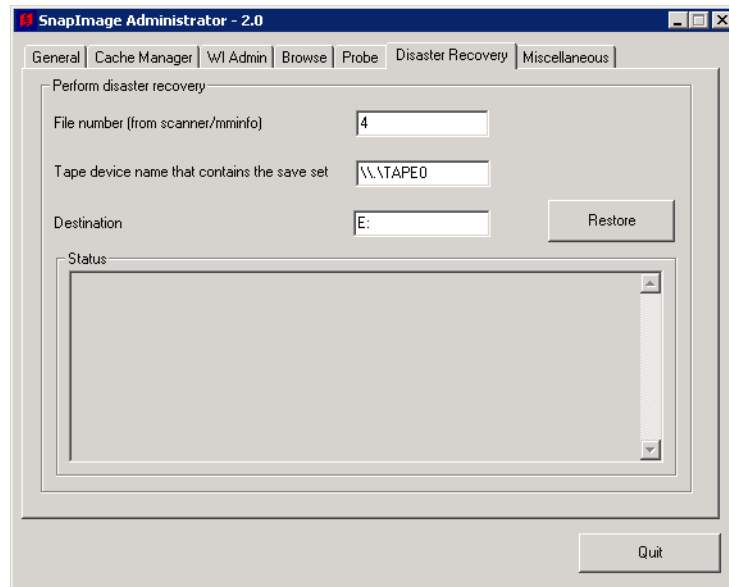 SnapImage Administrator - 2.0
General Cache Manager WI Admin Browse Probe Disaster Recovery Miscellaneous
Perform disaster recovery
File number (from scanner/mminfo) 4
Tape device name that contains the save set \\.\TAPE0
Destination E: Restore
Status
Quit